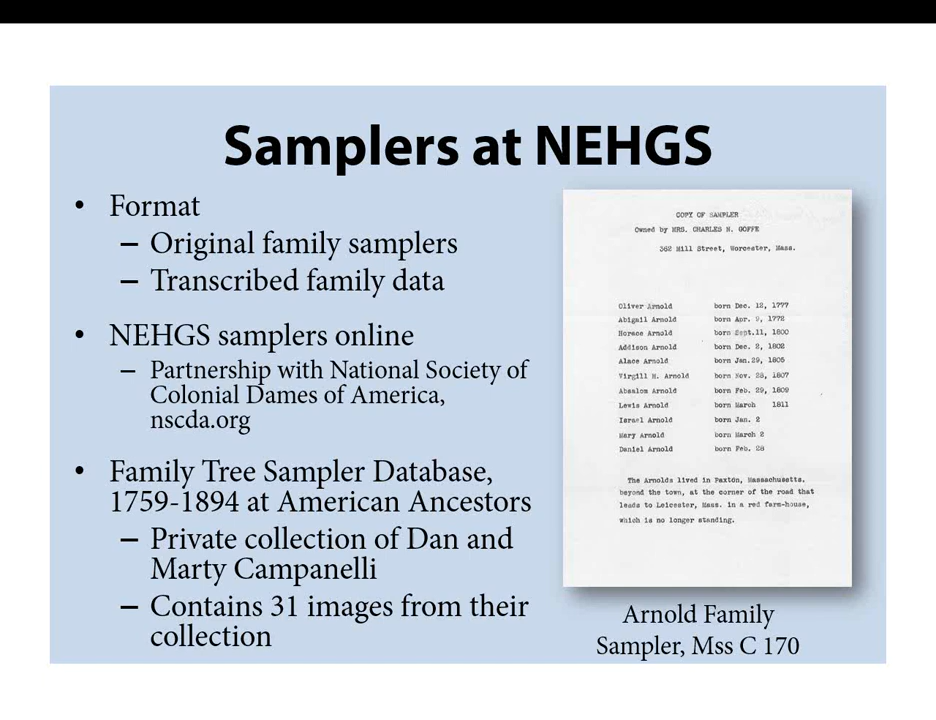 Samplers at NEHGS
• Format
– Original family samplers
– Transcribed family data
• NEHGS samplers online
– Partnership with National Society of
Colonial Dames of America,
nscda.org
• Family Tree Sampler Database,
1759-1894 at American Ancestors
– Private collection of Dan and
Marty Campanelli
– Contains 31 images from their
collection
COPY OF SAMPLER
Owned by MRS. CHARLES N. GOFFE
362 Mill Street, Worcester, Mass.
Oliver Arnold born Dec. 12, 1777
Abigail Arnold born Apr. 9, 1772
Horace Arnold born Sept.11, 1800
Addison Arnold born Dec. 2, 1802
Alace Arnold born Jan.29, 1805
Virgill H. Arnold born Nov. 28, 1807
Absalom Arnold born Feb. 29, 1809
Lewis Arnold born March 1811
Israel Arnold born Jan. 2
Mary Arnold born March 2
Daniel Arnold born Feb. 28
The Arnolds lived in Paxton, Massachusetts.
beyond the town, at the corner of the road that
leads to Leicester, Mass. in a red farm-house,
which is no longer standing.
Arnold Family
Sampler, Mss C 170